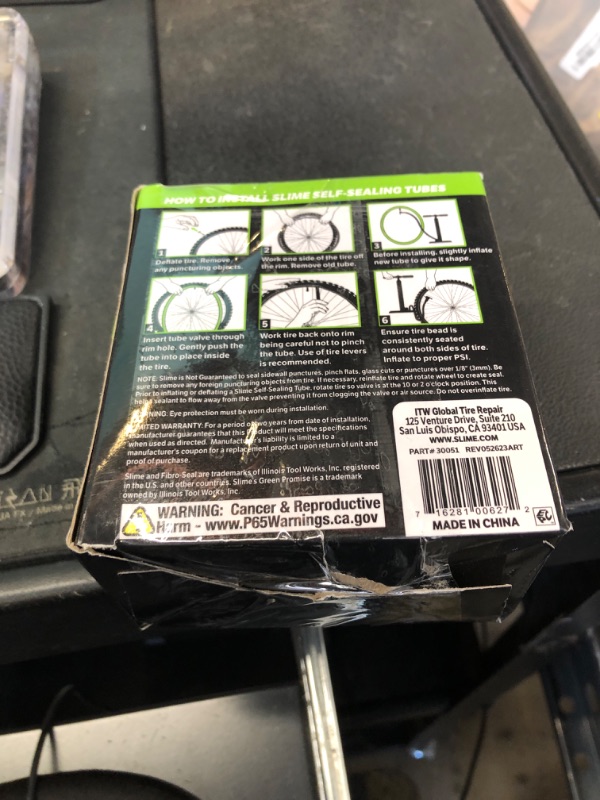 HOW TO INSTALL SLIME SELF-SEALING TUBES
1
Deflate tire. Remove
any puncturing objects.
2
Work one side of the tire off
the rim. Remove old tube.
3
Before installing, slightly inflate
new tube to give it shape.
4
Insert tube valve through
rim hole. Gently push the
tube into place inside
the tire.
5
Work tire back onto rim
being careful not to pinch
the tube. Use of tire levers
is recommended.
6
Ensure tire bead is
consistently seated
around both sides of tire.
Inflate to proper PSI.
NOTE: Slime is Not Guaranteed to seal sidewall punctures, pinch flats, glass cuts or punctures over 1/8" (3mm). Be
sure to remove any foreign puncturing objects from tire. If necessary, reinflate tire and rotate wheel to create seal.
Prior to inflating or deflating a Slime Self-Sealing Tube, rotate tire so valve is at the 10 or 2 o'clock position. This
helps sealant to flow away from the valve preventing it from clogging the valve or air source. Do not overinflate tire.
WARNING: Eye protection must be worn during installation.
LIMITED WARRANTY: For a period of two years from date of installation,
manufacturer guarantees that this product will meet the specifications
when used as directed. Manufacturer's liability is limited to a
manufacturer's coupon for a replacement product upon return of unit and
proof of purchase.
Slime and Fibro-Seal are trademarks of Illinois Tool Works, Inc. registered
in the U.S. and other countries. Slime's Green Promise is a trademark
owned by Illinois Tool Works, Inc.
WARNING: Cancer & Reproductive
Harm - www.P65Warnings.ca.gov
ITW Global Tire Repair
125 Venture Drive, Suite 210
San Luis Obispo, CA 93401 USA
WWW.SLIME.COM
PART# 30051 REV052623ART
7 16281 00627 2
MADE IN CHINA